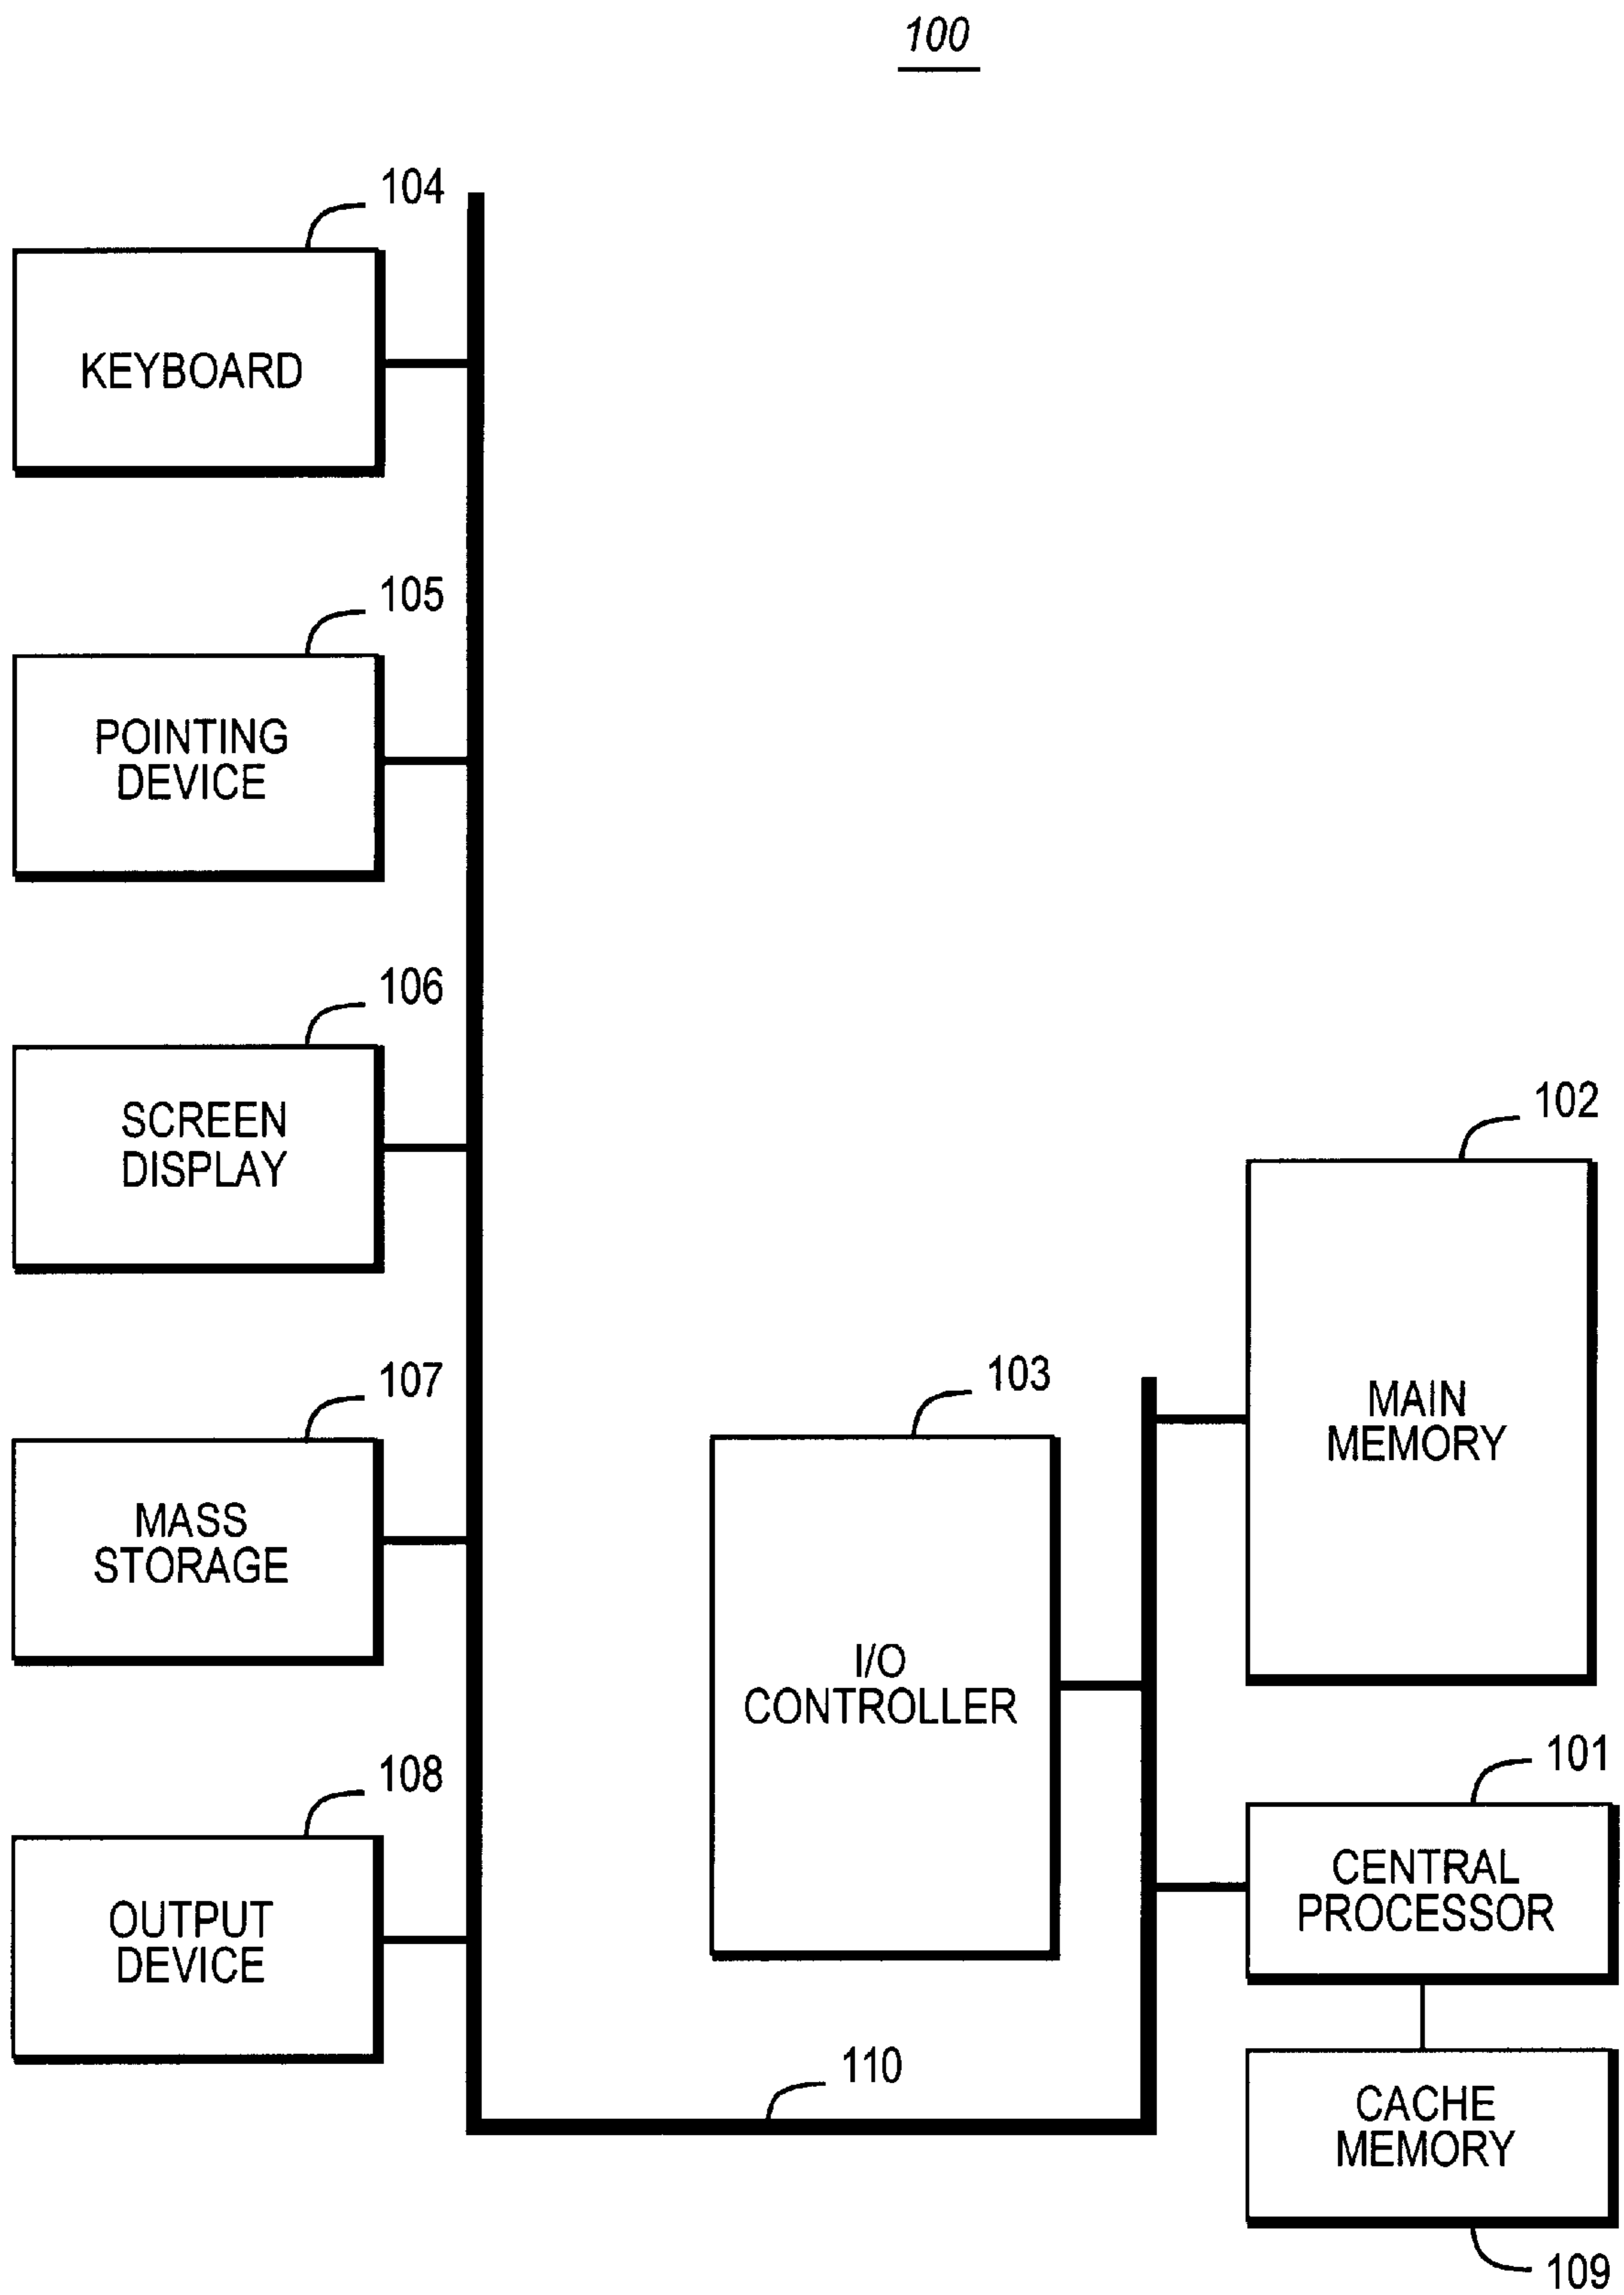 100
104
KEYBOARD
105
POINTING
DEVICE
106
SCREEN
DISPLAY
107
MASS
STORAGE
108
OUTPUT
DEVICE
103
I/O
CONTROLLER
110
102
MAIN
MEMORY
101
CENTRAL
PROCESSOR
CACHE
MEMORY
109